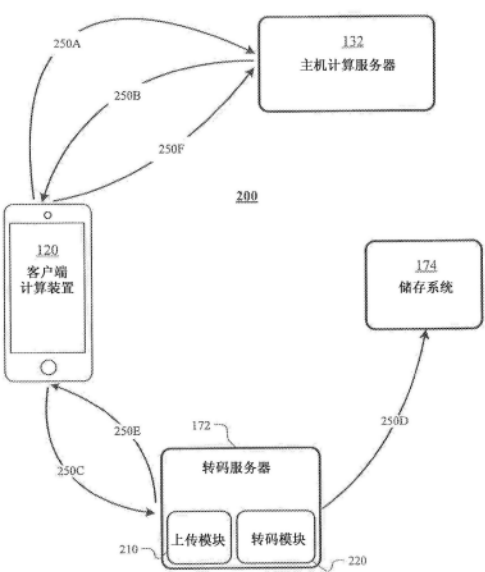 250A
132
主机计算服务器
250B
250F
200
120
客户端
计算装置
174
储存系统
250E
172
250D
250C
转码服务器
上传模块
转码模块
210
220